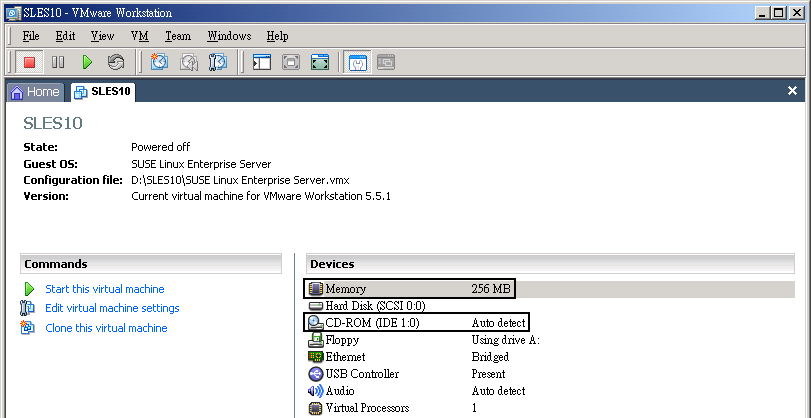 SLES10 - VMware Workstation
File Edit View VM Team Windows Help
Home SLES10
SLES10
State: Powered off
Guest OS: SUSE Linux Enterprise Server
Configuration file: D:\SLES10\SUSE Linux Enterprise Server.vmx
Version: Current virtual machine for VMware Workstation 5.5.1
Commands
Start this virtual machine
Edit virtual machine settings
Clone this virtual machine
Devices
Memory 256 MB
Hard Disk (SCSI 0:0)
CD-ROM (IDE 1:0) Auto detect
Floppy Using drive A:
Ethernet Bridged
USB Controller Present
Audio Auto detect
Virtual Processors 1